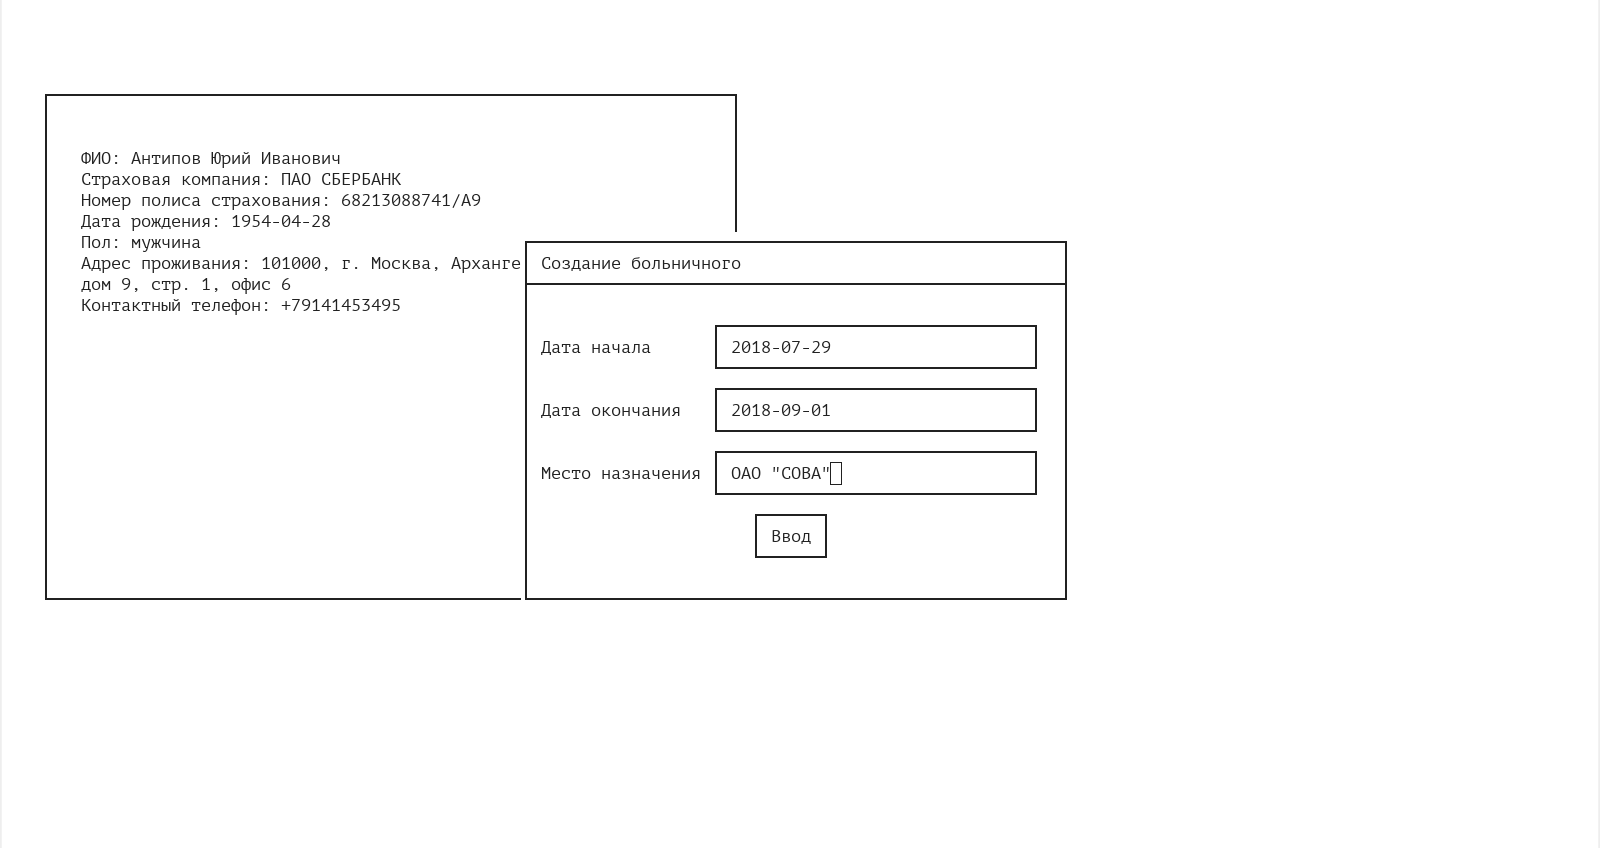 ФИО: Антипов Юрий Иванович
Страховая компания: ПАО СБЕРБАНК
Номер полиса страхования: 68213088741/A9
Дата рождения: 1954-04-28
Пол: мужчина
Адрес проживания: 101000, г. Москва, Арханге
дом 9, стр. 1, офис 6
Контактный телефон: +79141453495
Создание больничного
Дата начала 2018-07-29
Дата окончания 2018-09-01
Место назначения ОАО "СОВА"
Ввод